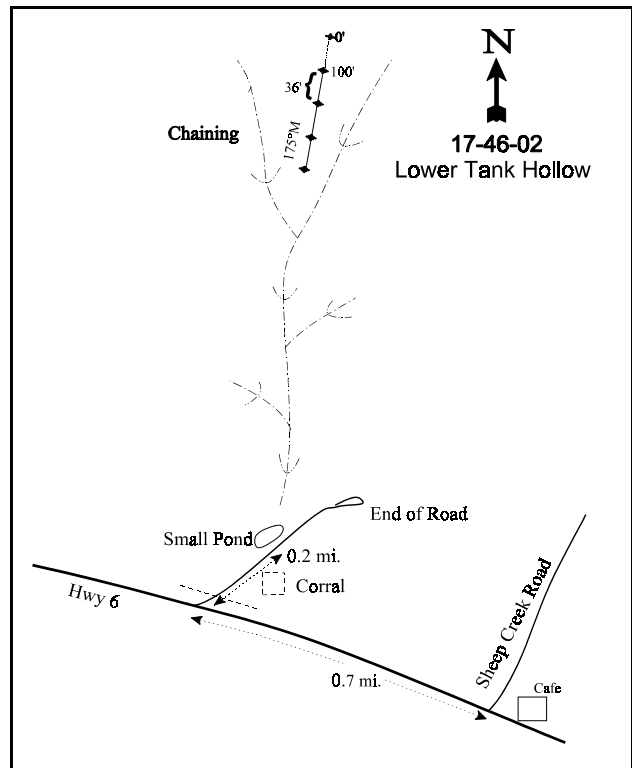 0'
N
100'
36'
175°M
Chaining
17-46-02
Lower Tank Hollow
End of Road
Small Pond
0.2 mi.
Corral
Hwy 6
Sheep Creek Road
0.7 mi.
Cafe